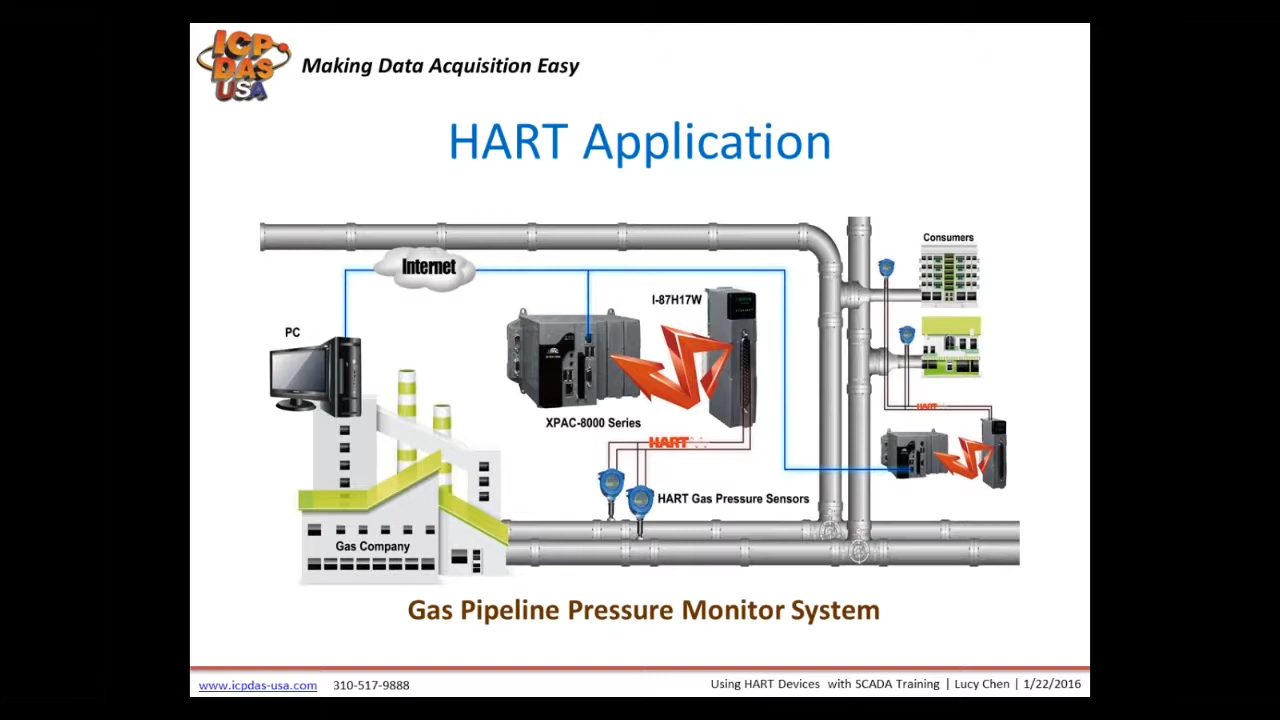 ICP
DAS
USA
Making Data Acquisition Easy
HART Application
Consumers
Internet
I-87H17W
PC
XPAC-8000 Series
HART
HART
HART Gas Pressure Sensors
Gas Company
Gas Pipeline Pressure Monitor System
www.icpdas-usa.com 310-517-9888
Using HART Devices with SCADA Training | Lucy Chen | 1/22/2016